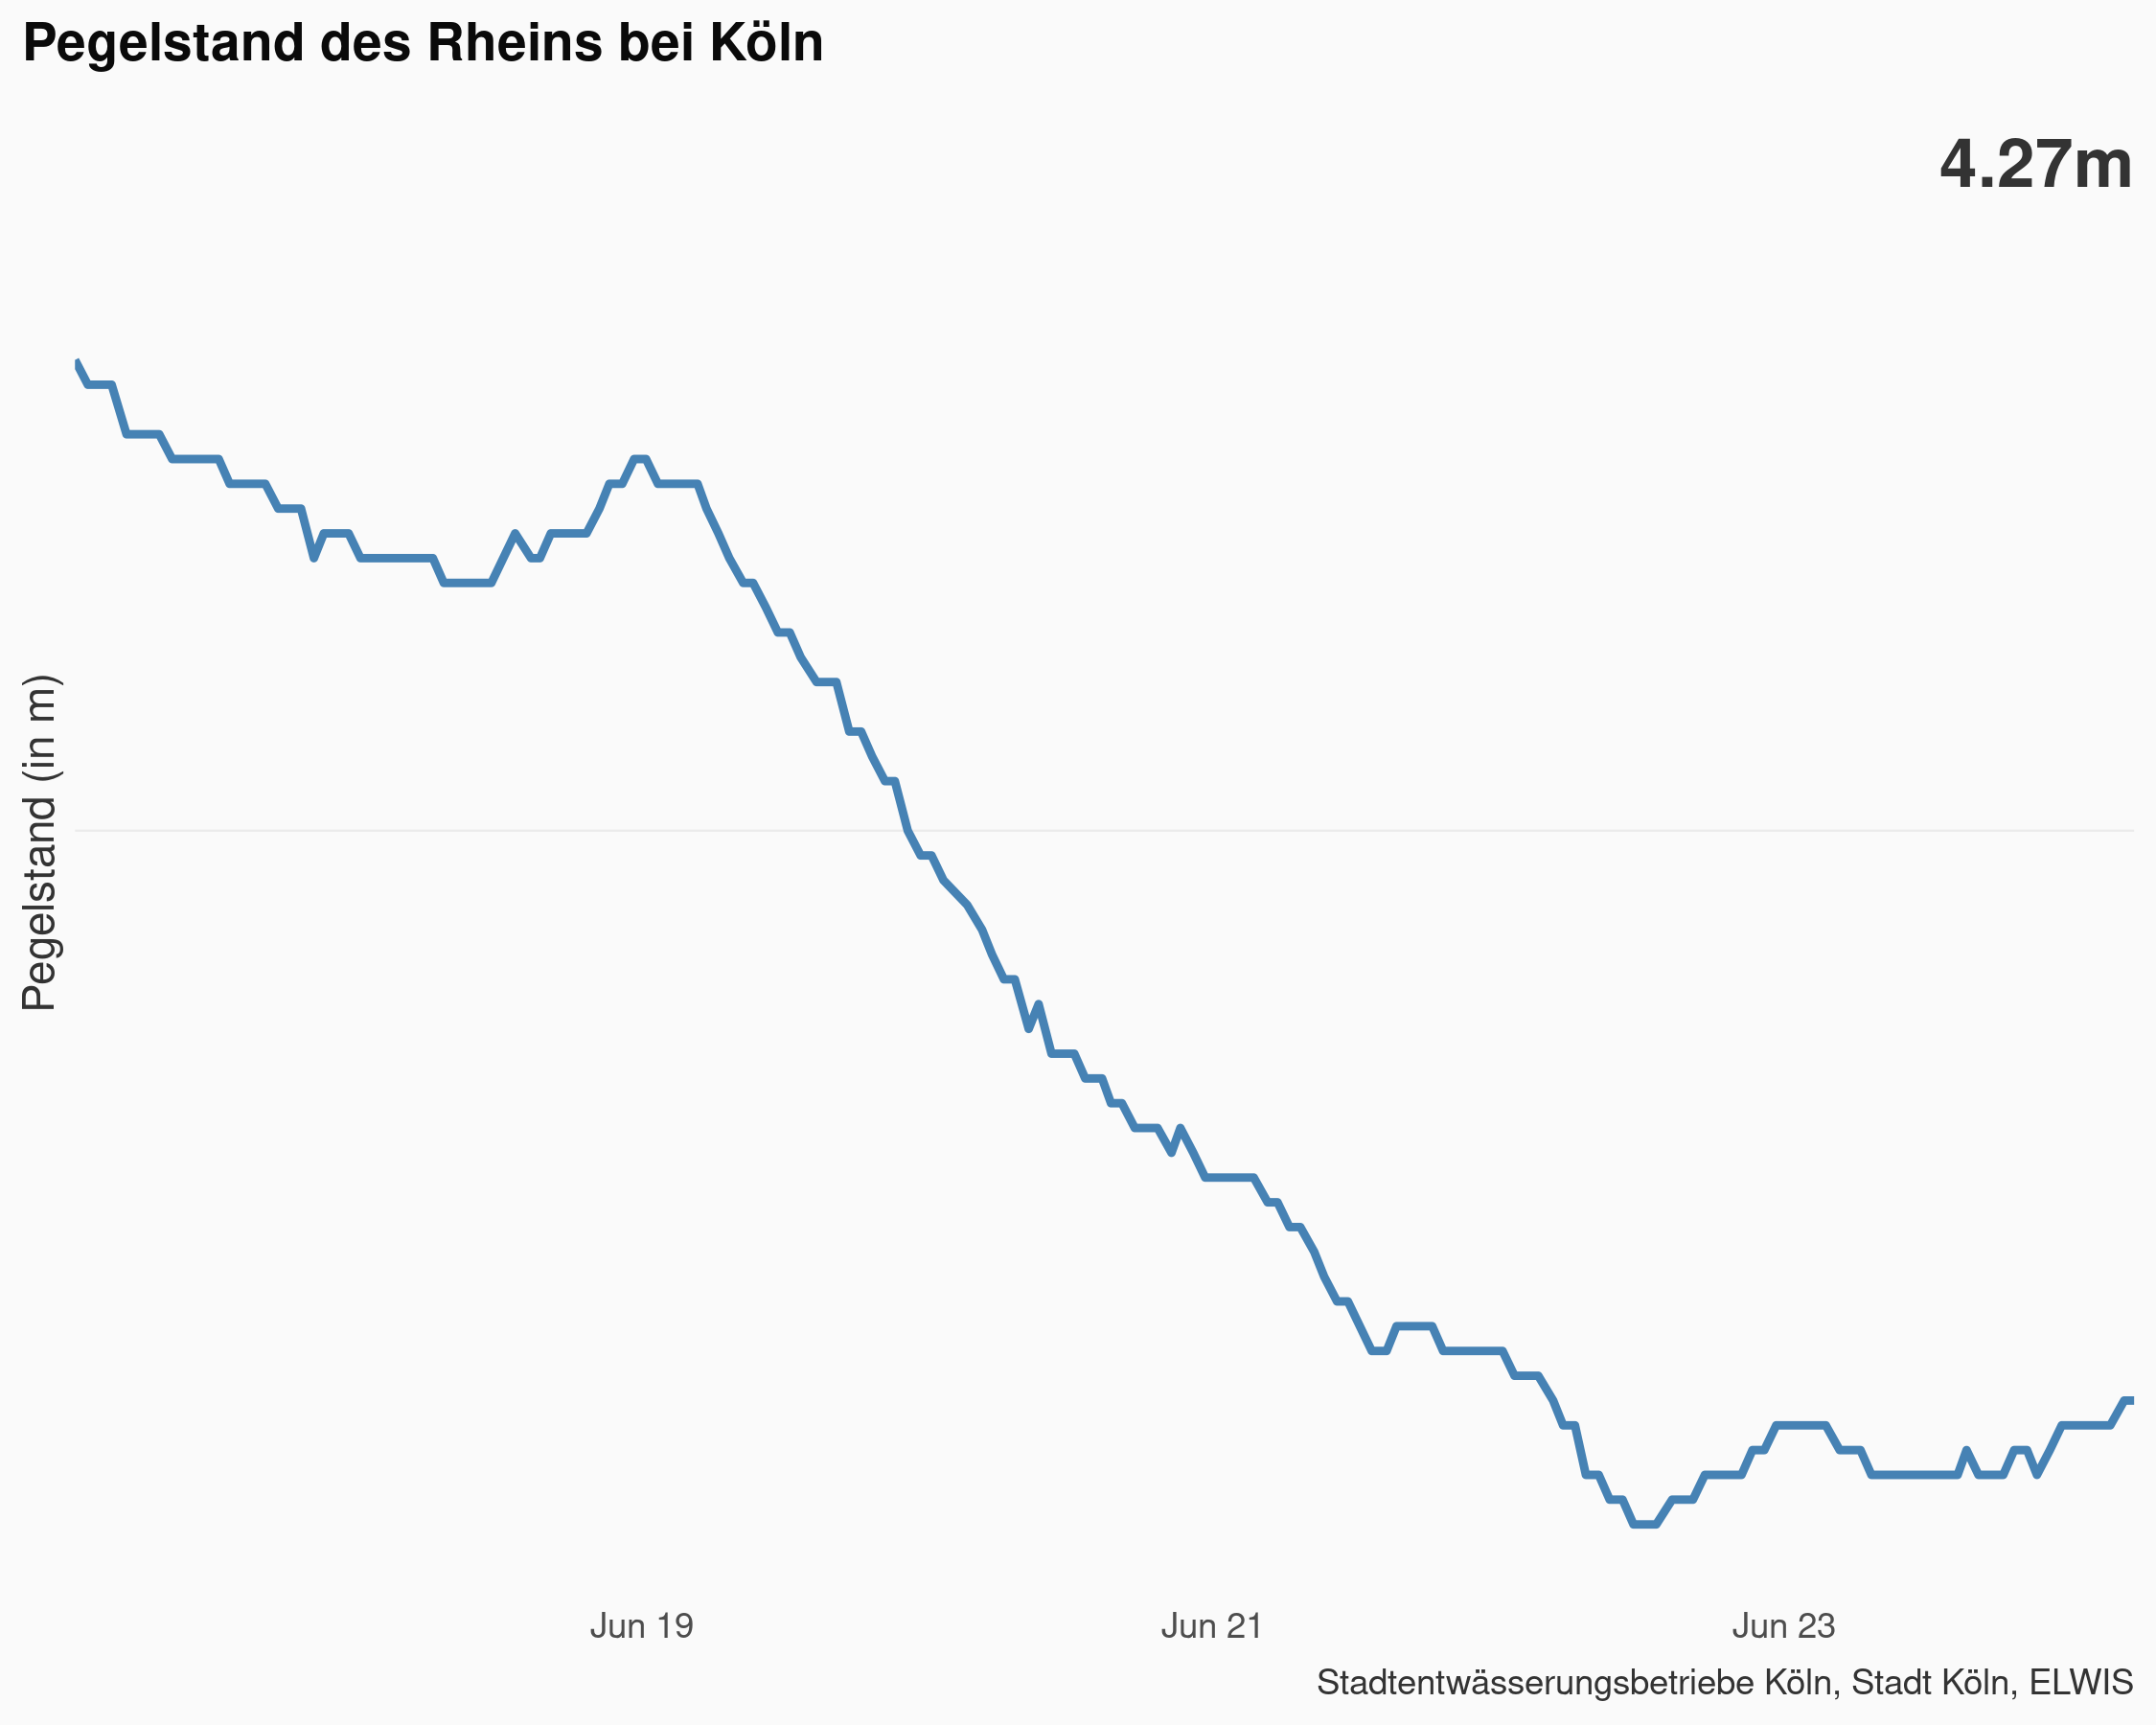 Pegelstand des Rheins bei Köln
4.27m
Pegelstand (in m)
Jun 19
Jun 21
Jun 23
Stadtentwässerungsbetriebe Köln, Stadt Köln, ELWIS